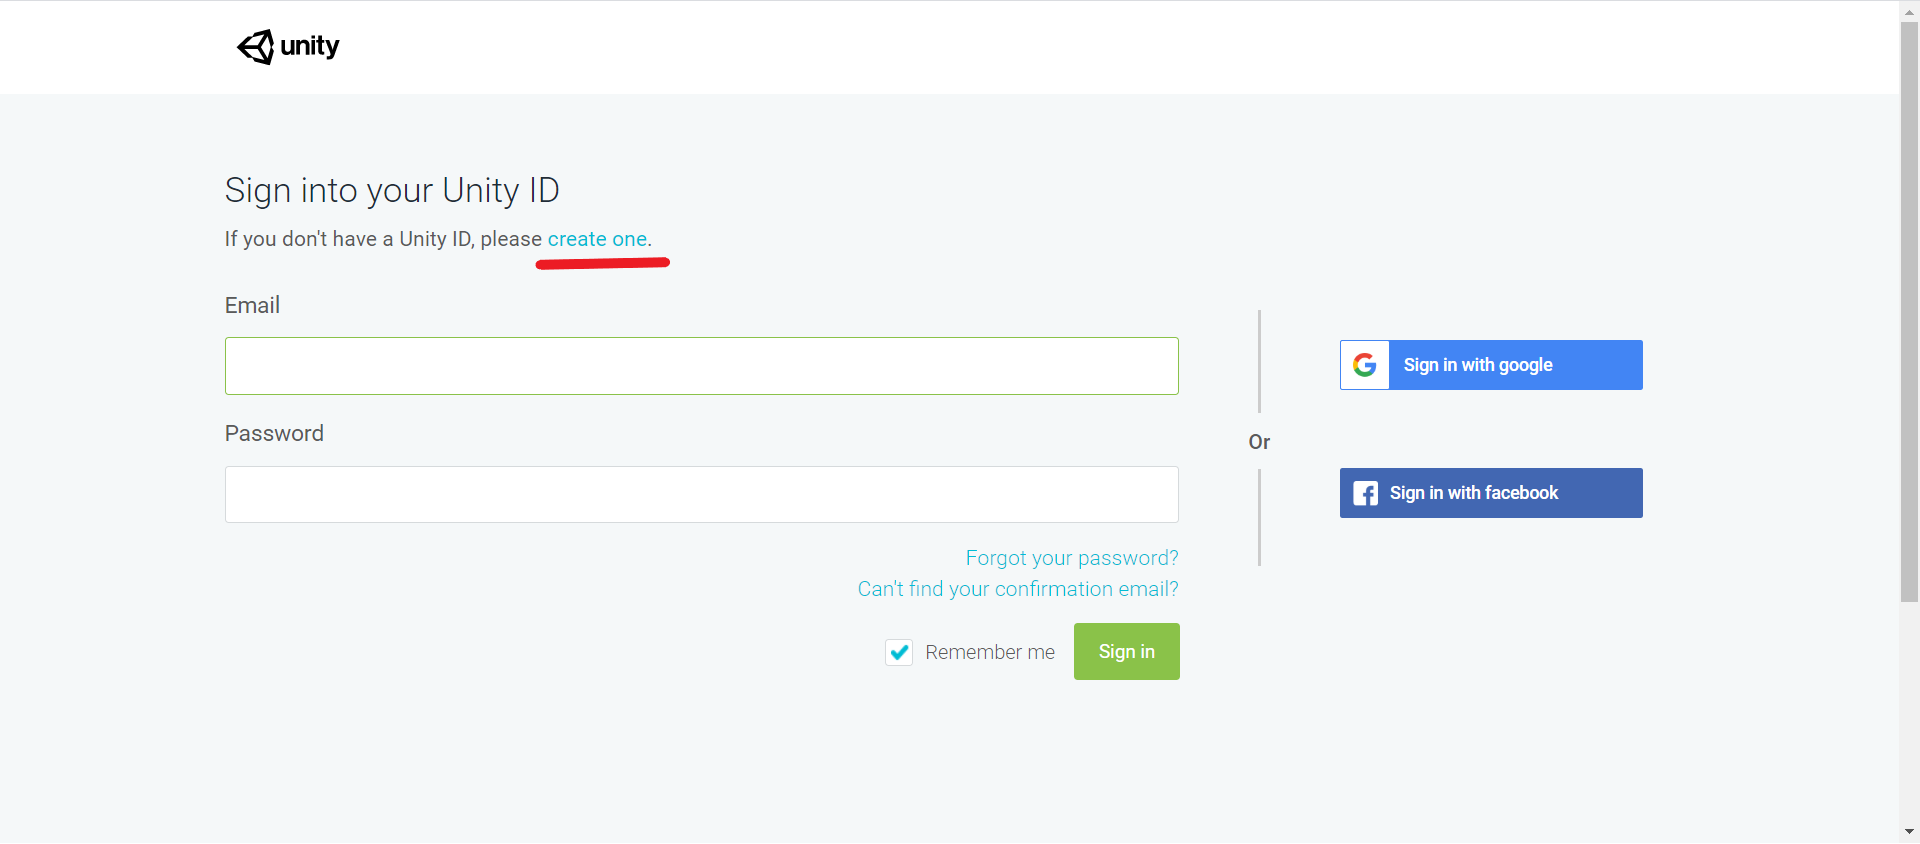 unity
Sign into your Unity ID
If you don't have a Unity ID, please create one.
Email
Password
Forgot your password?
Can't find your confirmation email?
Remember me
Sign in
Or
Sign in with google
Sign in with facebook